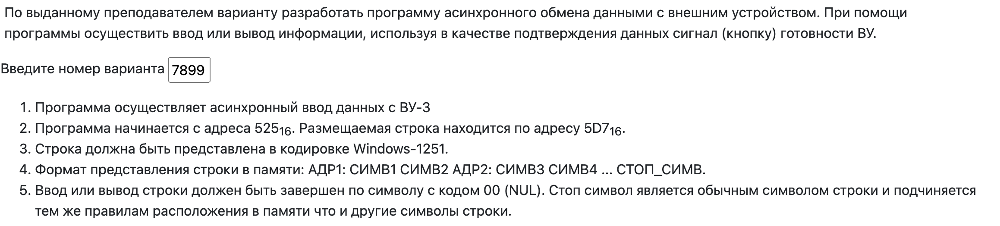 По выданному преподавателем варианту разработать программу асинхронного обмена данными с внешним устройством. При помощи
программы осуществить ввод или вывод информации, используя в качестве подтверждения данных сигнал (кнопку) готовности ВУ.
Введите номер варианта 7899
1. Программа осуществляет асинхронный ввод данных с ВУ-3
2. Программа начинается с адреса 525₁₆. Размещаемая строка находится по адресу 5D7₁₆.
3. Строка должна быть представлена в кодировке Windows-1251.
4. Формат представления строки в памяти: АДР1: СИМВ1 СИМВ2 АДР2: СИМВ3 СИМВ4 ... СТОП_СИМВ.
5. Ввод или вывод строки должен быть завершен по символу с кодом 00 (NUL). Стоп символ является обычным символом строки и подчиняется
тем же правилам расположения в памяти что и другие символы строки.